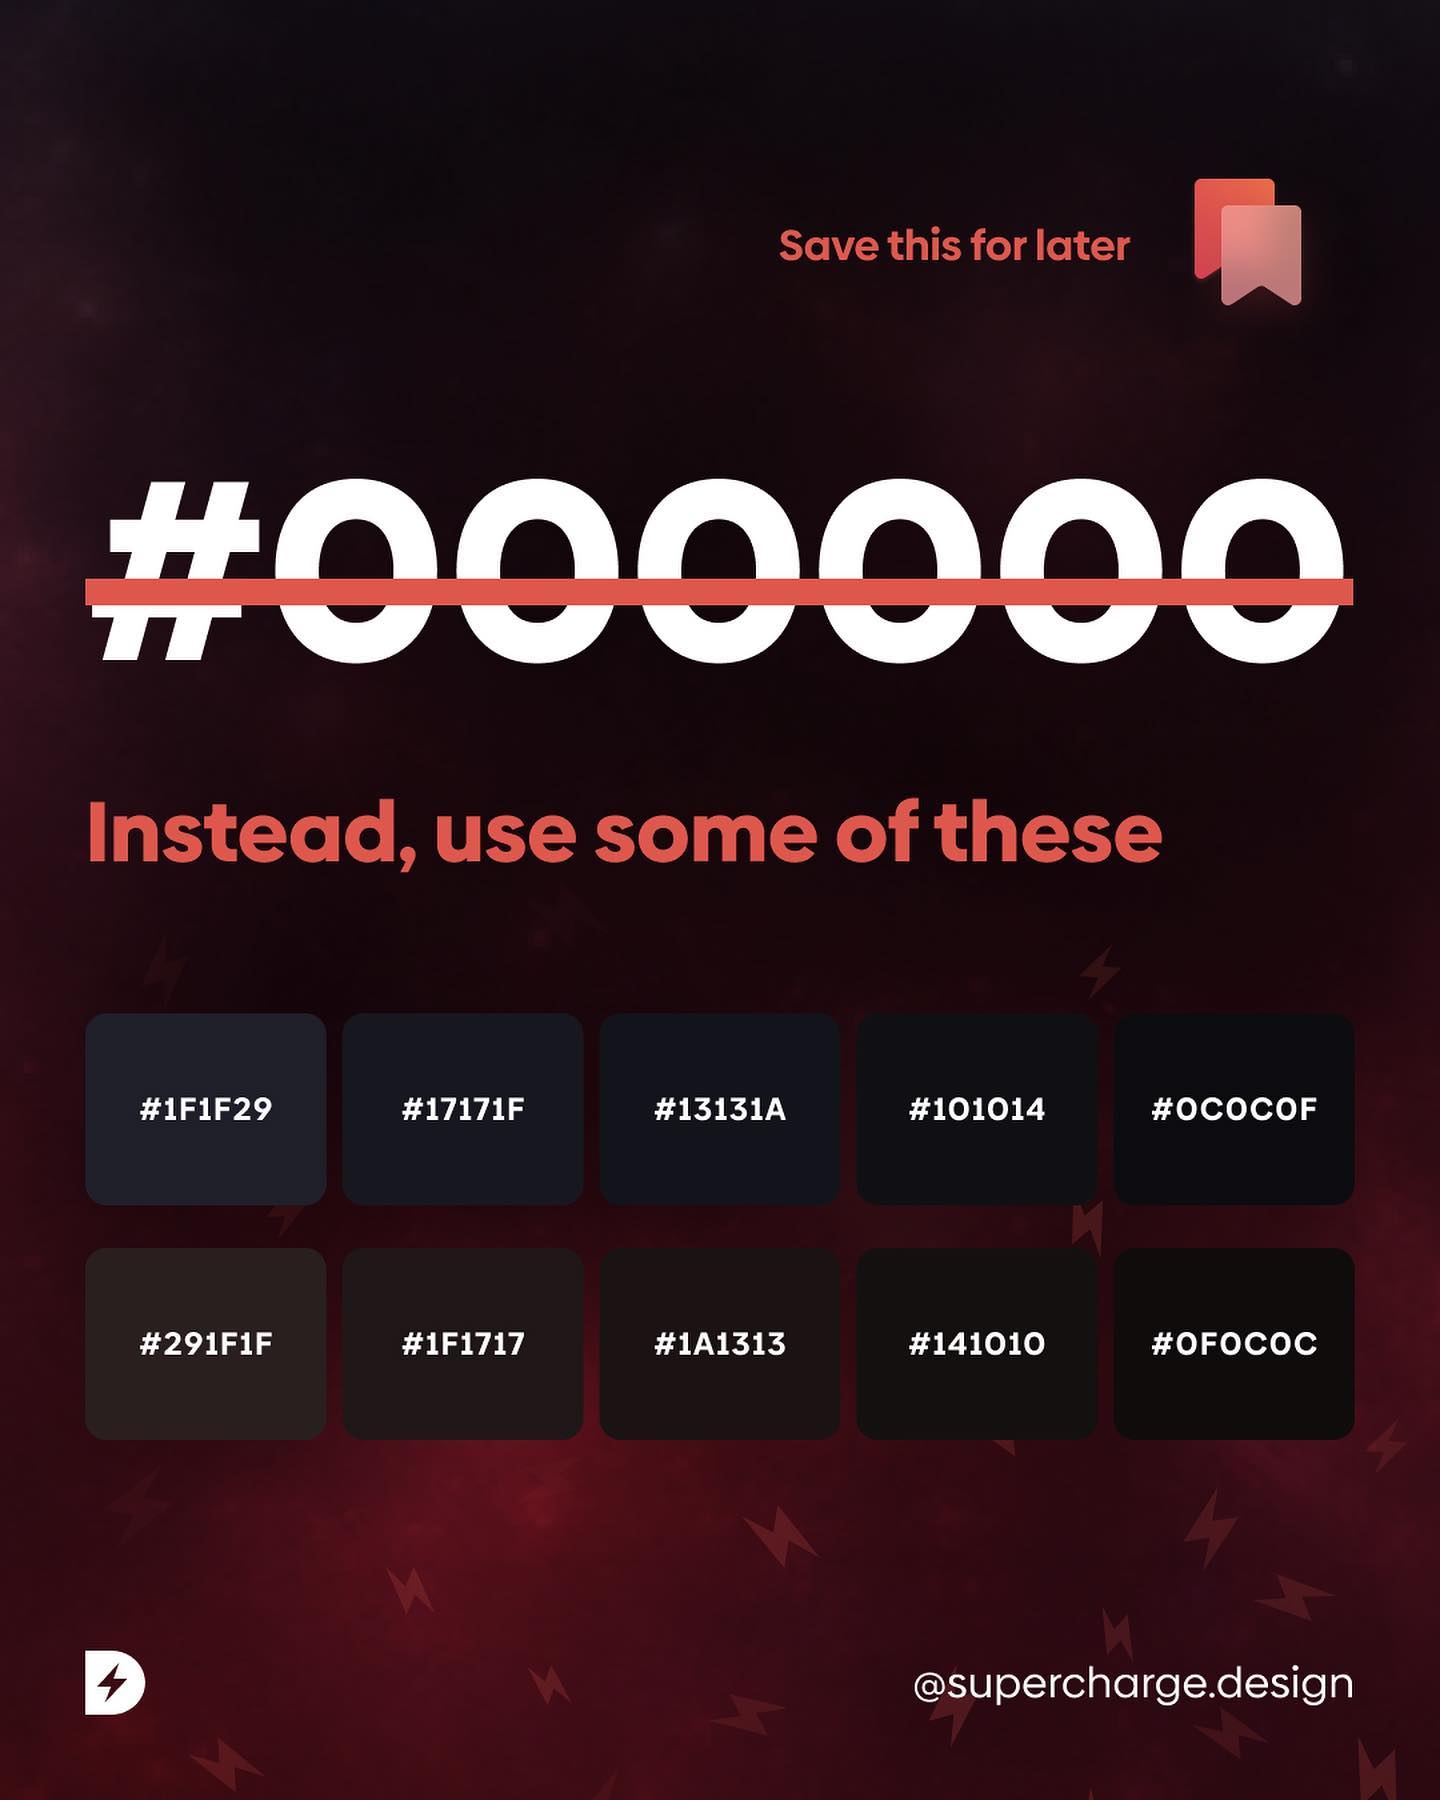 Save this for later
#000000
Instead, use some of these
#1F1F29 #17171F #13131A #101014 #0C0C0F
#291F1F #1F1717 #1A1313 #141010 #0F0C0C
@supercharge.design